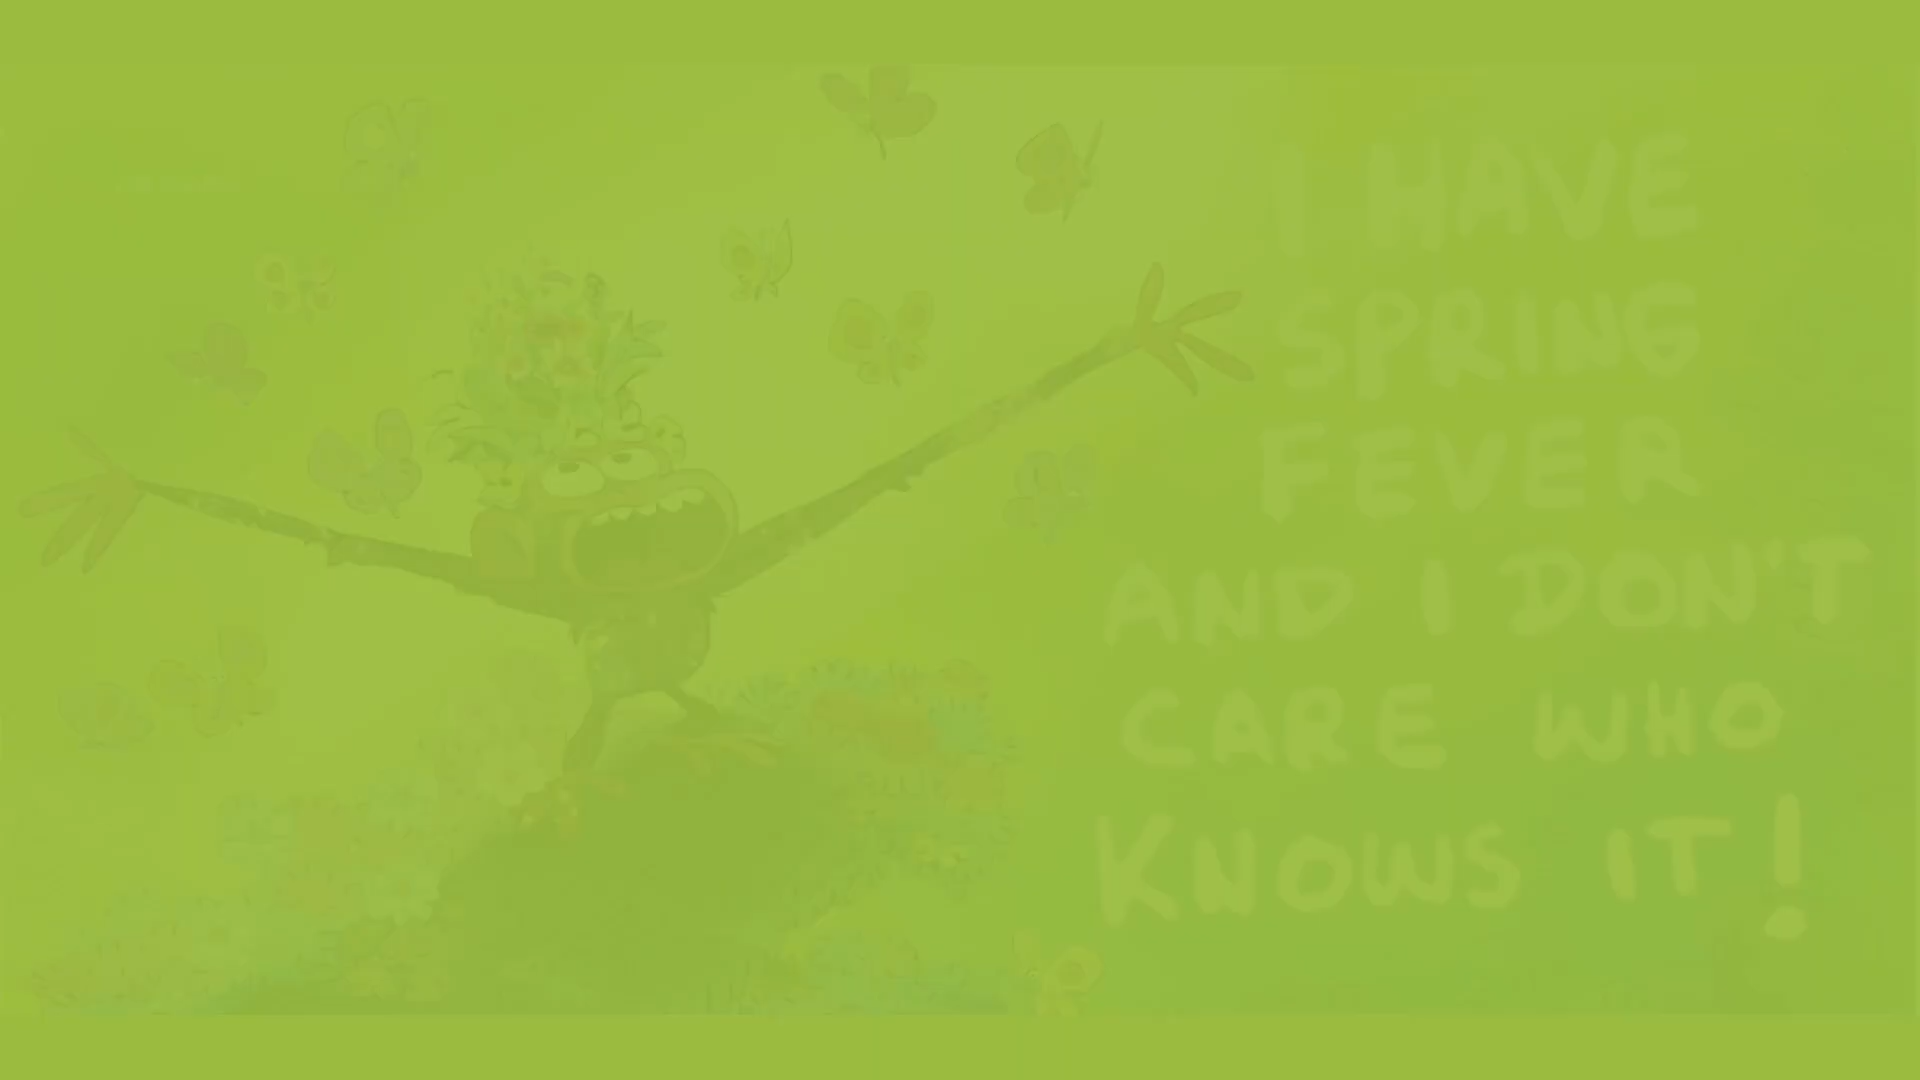 I HAVE
SPRING
FEVER
AND I DON'T
CARE WHO
KNOWS IT!